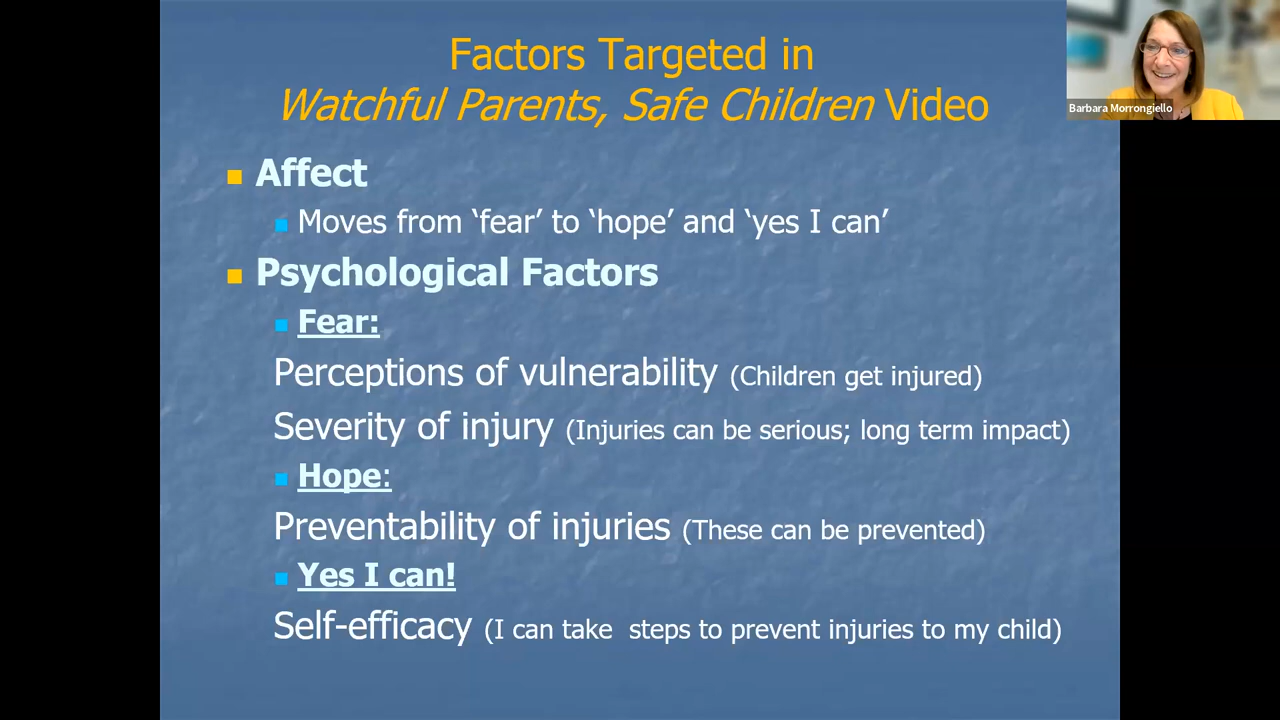 Factors Targeted in
Watchful Parents, Safe Children Video
Barbara Morrongiello
Affect
Moves from ‘fear’ to ‘hope’ and ‘yes I can’
Psychological Factors
Fear:
Perceptions of vulnerability (Children get injured)
Severity of injury (Injuries can be serious; long term impact)
Hope:
Preventability of injuries (These can be prevented)
Yes I can!
Self-efficacy (I can take  steps to prevent injuries to my child)